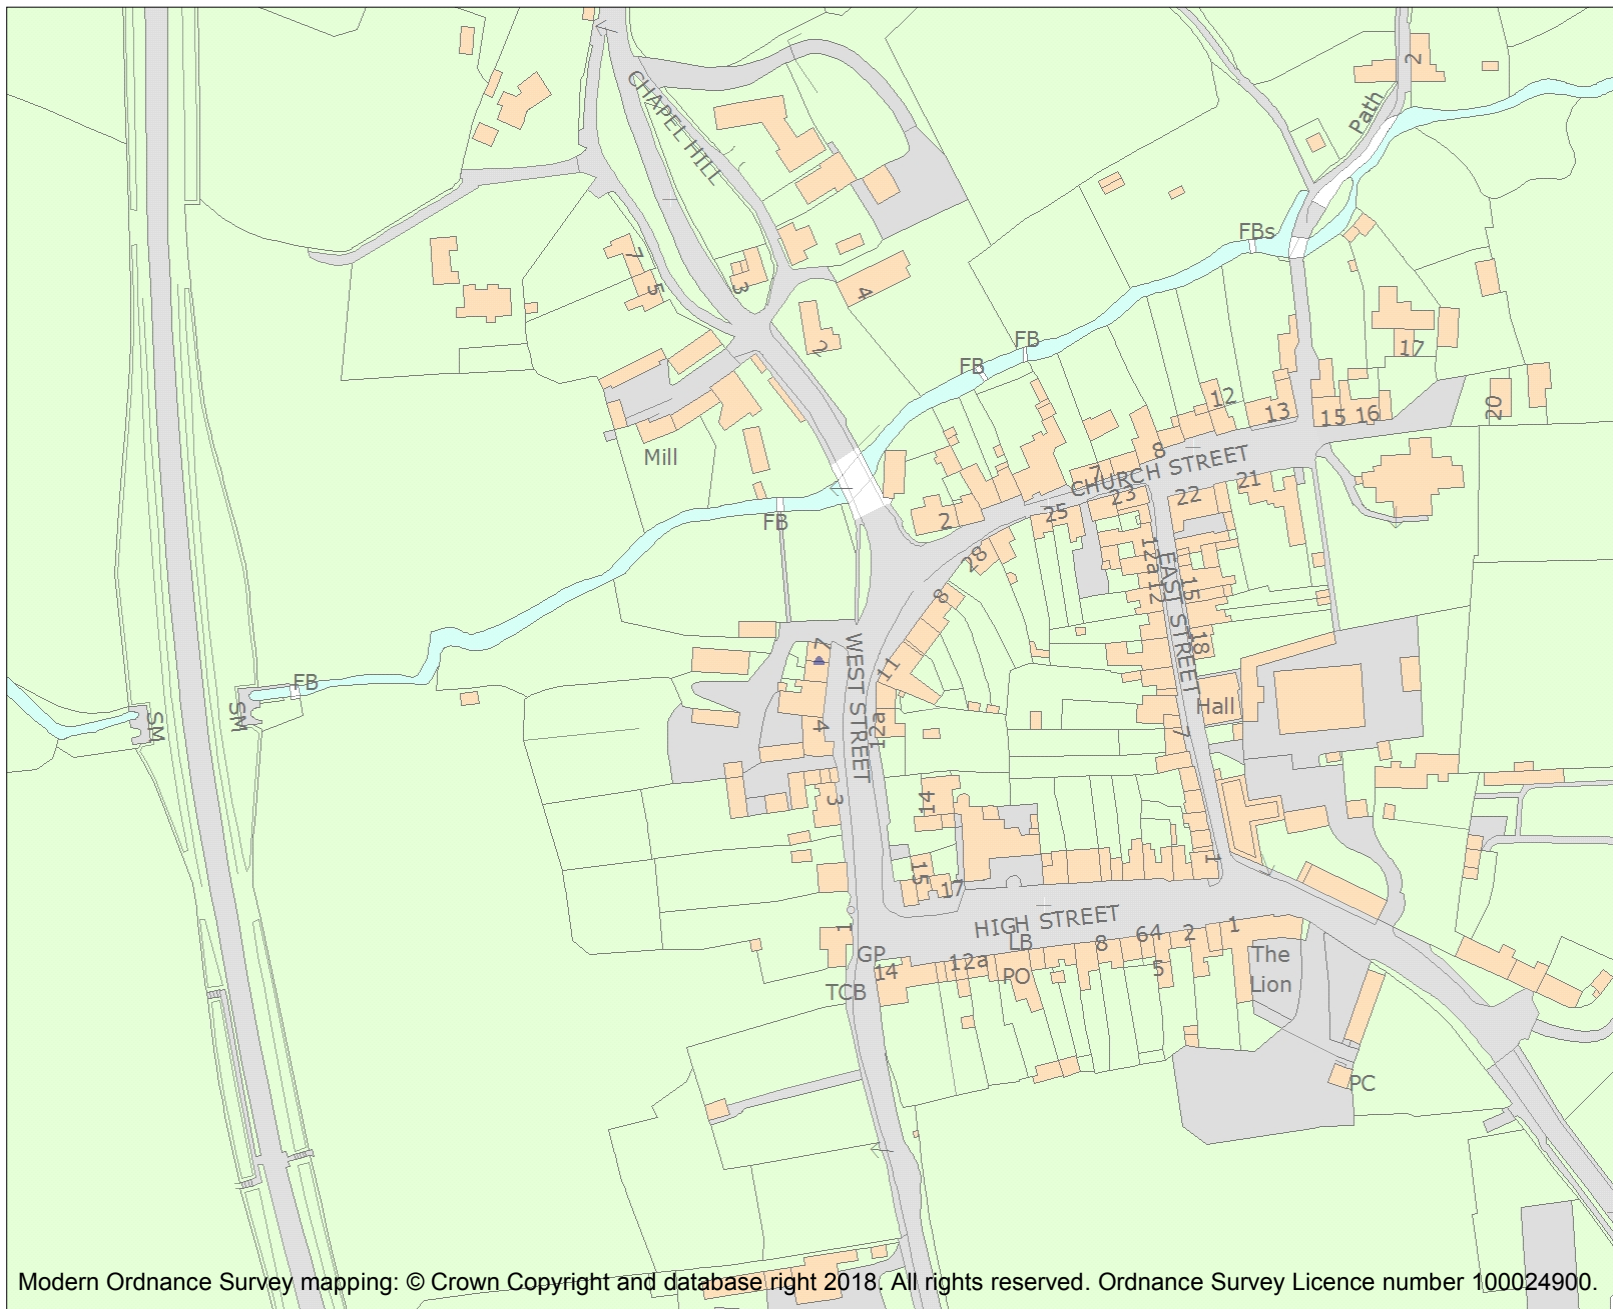 2
Path
CHAPEL HILL
FBs
7
5
3
4
2
FB
FB
17
12
13
15
16
20
8
Mill
7
CHURCH STREET
23
22
21
25
2
FB
28
12a
12
EAST STREET
15
18
8
7
WEST STREET
11
FB
SM
SM
Hall
4
12a
7
3
14
1
15
17
HIGH STREET
LB
8
64
2
1
GP
1
14
12a
PO
5
The
Lion
TCB
PC
Modern Ordnance Survey mapping: © Crown Copyright and database right 2018. All rights reserved. Ordnance Survey Licence number 100024900.